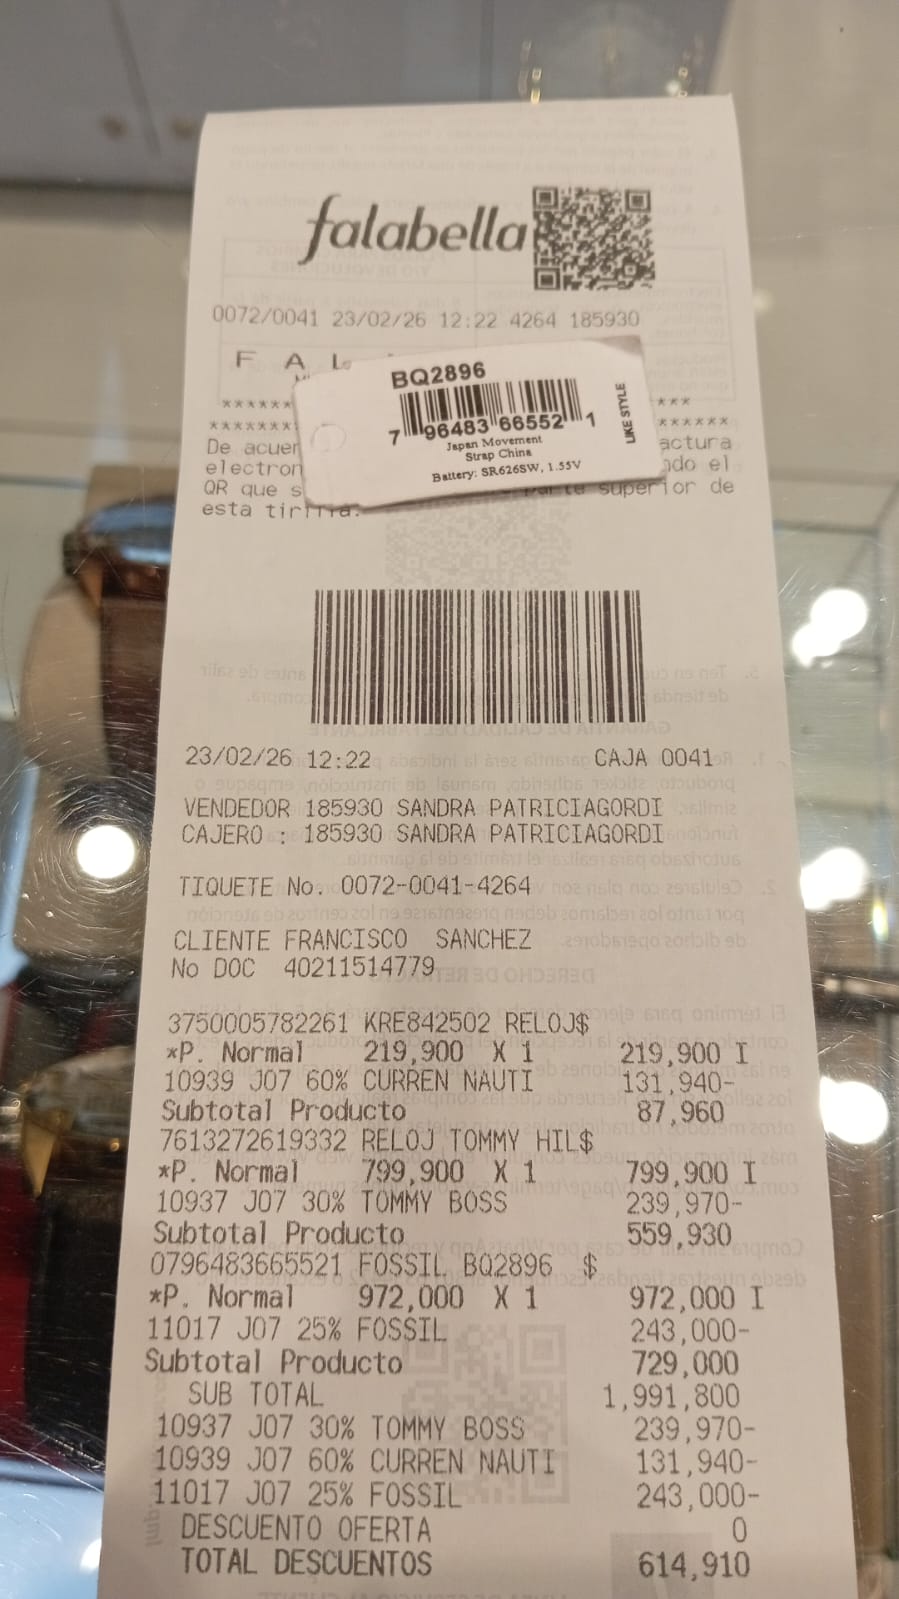 falabella
0072/0041 23/02/26 12:22 4264 185930
F A L
BQ2896
7 96483 66552 1
LIKE STYLE
Japan Movement
Strap China
Battery: SR626SW, 1.55V
De acuer actura
electron ndo el
QR que s parte superior de
esta tirilla.
23/02/26 12:22 CAJA 0041
VENDEDOR 185930 SANDRA PATRICIAGORDI
CAJERO : 185930 SANDRA PATRICIAGORDI
TIQUETE No. 0072-0041-4264
CLIENTE FRANCISCO SANCHEZ
No DOC 40211514779
3750005782261 KRE842502 RELOJ$
*P. Normal 219,900 X 1 219,900 I
10939 J07 60% CURREN NAUTI 131,940-
Subtotal Producto 87,960
7613272619332 RELOJ TOMMY HIL$
*P. Normal 799,900 X 1 799,900 I
10937 J07 30% TOMMY BOSS 239,970-
Subtotal Producto 559,930
0796483665521 FOSSIL BQ2896 $
*P. Normal 972,000 X 1 972,000 I
11017 J07 25% FOSSIL 243,000-
Subtotal Producto 729,000
SUB TOTAL 1,991,800
10937 J07 30% TOMMY BOSS 239,970-
10939 J07 60% CURREN NAUTI 131,940-
11017 J07 25% FOSSIL 243,000-
DESCUENTO OFERTA 0
TOTAL DESCUENTOS 614,910